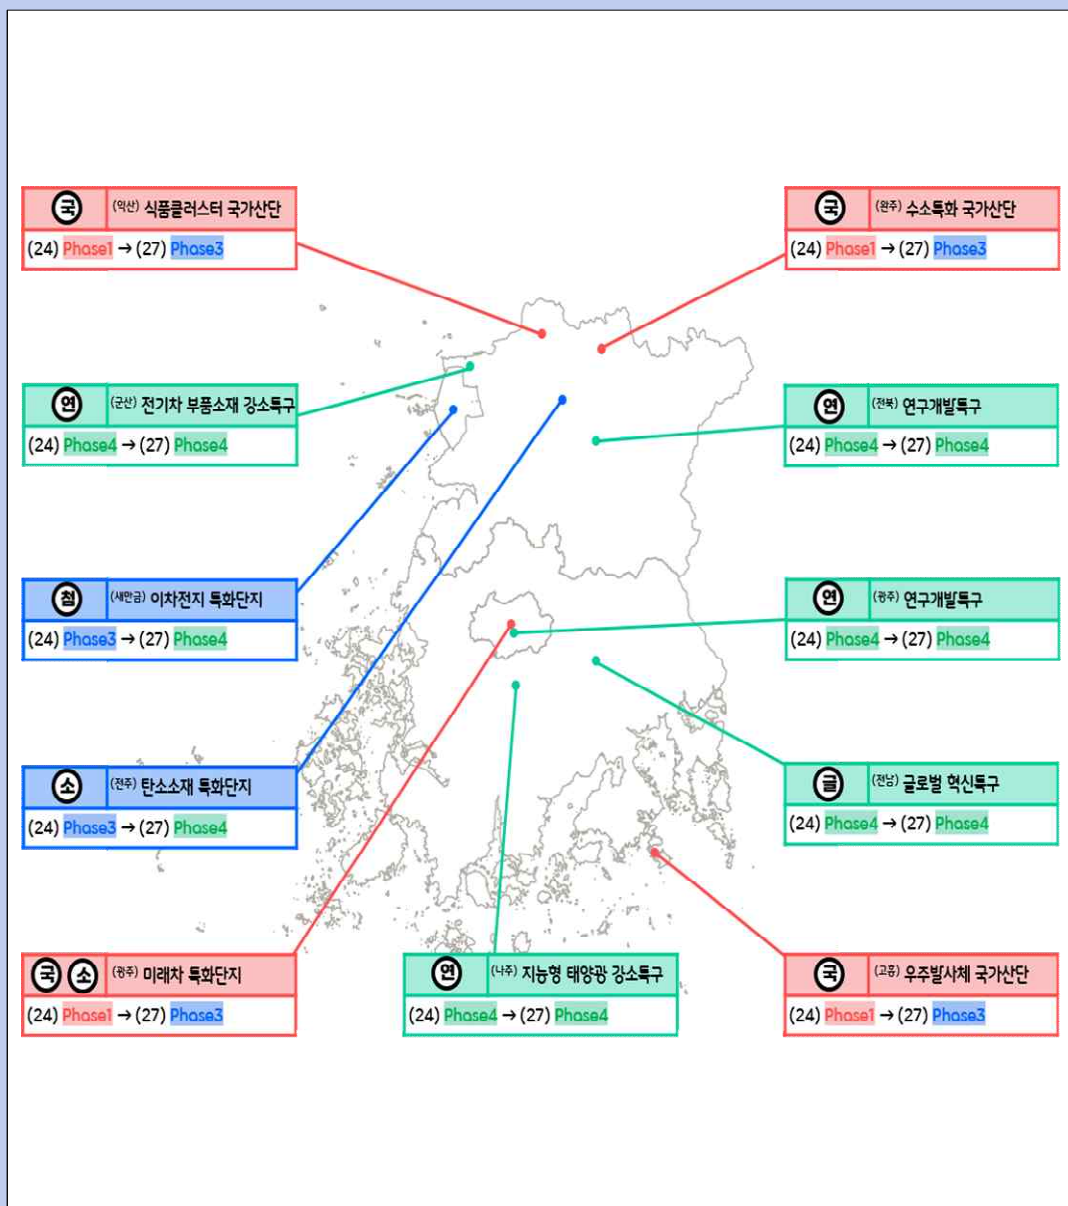 국 (익산) 식품클러스터 국가산단
(24) Phase1 → (27) Phase3
국 (완주) 수소특화 국가산단
(24) Phase1 → (27) Phase3
연 (군산) 전기차 부품소재 강소특구
(24) Phase4 → (27) Phase4
연 (전북) 연구개발특구
(24) Phase4 → (27) Phase4
첨 (새만금) 이차전지 특화단지
(24) Phase3 → (27) Phase4
연 (광주) 연구개발특구
(24) Phase4 → (27) Phase4
소 (전주) 탄소소재 특화단지
(24) Phase3 → (27) Phase4
글 (전남) 글로벌 혁신특구
(24) Phase4 → (27) Phase4
국 소 (광주) 미래차 특화단지
(24) Phase1 → (27) Phase3
연 (나주) 지능형 태양광 강소특구
(24) Phase4 → (27) Phase4
국 (고흥) 우주발사체 국가산단
(24) Phase1 → (27) Phase3